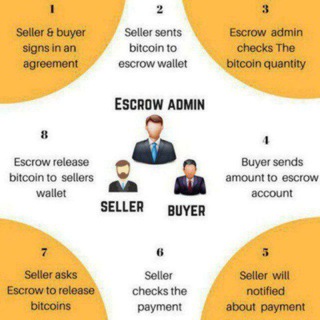 1
Seller & buyer
signs in an
agreement
2
Seller sents
bitcoin to
escrow wallet
3
Escrow admin
checks The
bitcoin quantity
ESCROW ADMIN
SELLER
BUYER
8
Escrow release
bitcoin to sellers
wallet
4
Buyer sends
amount to escrow
account
7
Seller asks
Escrow to release
bitcoins
6
Seller
checks the
payment
5
Seller will
notified
about payment